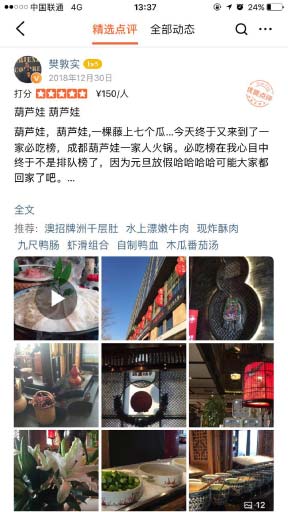 中国联通 4G 13:37 24%
精选点评 全部动态
樊敦实 Lv5
2018年12月30日
打分 ¥150/人
优质点评
葫芦娃 葫芦娃
葫芦娃，葫芦娃,一棵藤上七个瓜...今天终于又来到了一
家必吃榜，成都葫芦娃一家人火锅。必吃榜在我心目中
终于不是排队榜了，因为元旦放假哈哈哈哈可能大家都
回家了吧。...
全文
推荐: 澳招牌洲千层肚 水上漂嫩牛肉 现炸酥肉
九尺鸭肠 虾滑组合 自制鸭血 木瓜番茄汤
12